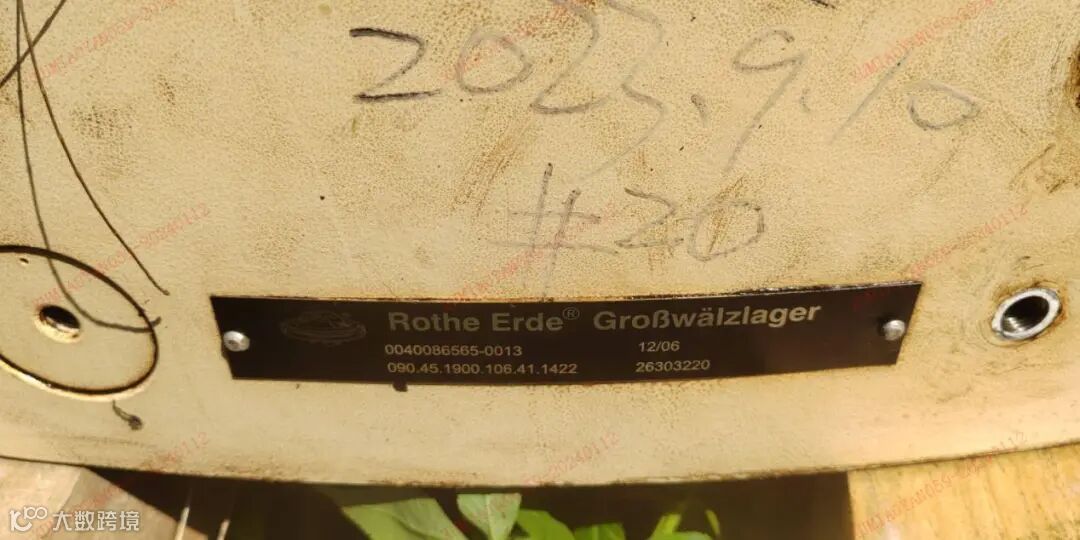 2023.9.10
#20
Rothe Erde® Großwälzlager
0040086565-0013 12/06
090.45.1900.106.41.1422 26303220
大数跨境